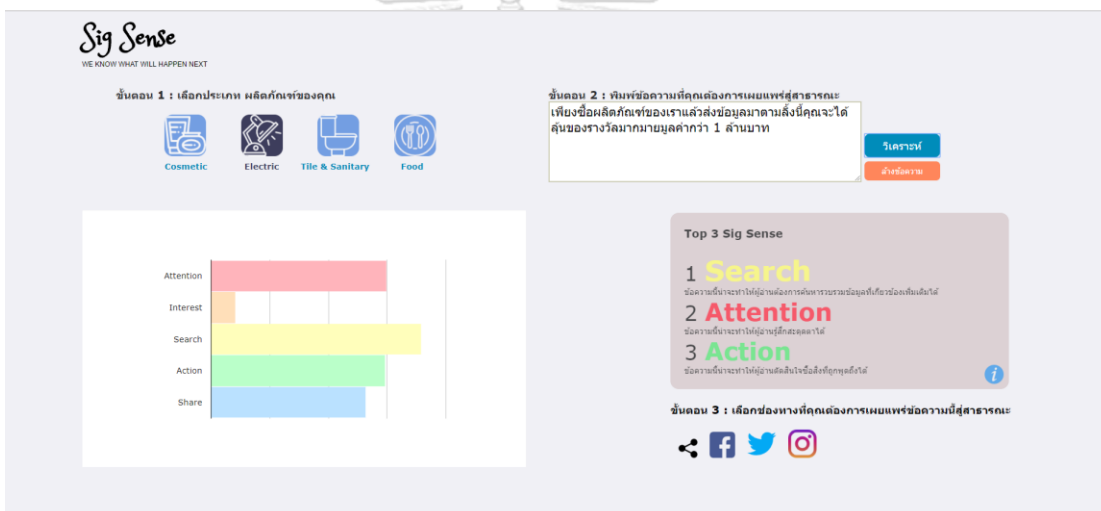 Sig Sense
WE KNOW WHAT WILL HAPPEN NEXT
ขั้นตอน 1 : เลือกประเภท ผลิตภัณฑ์ของคุณ
Cosmetic
Electric
Tile & Sanitary
Food
ขั้นตอน 2 : พิมพ์ข้อความที่คุณต้องการเผยแพร่สู่สาธารณะ
เพียงซื้อผลิตภัณฑ์ของเราแล้วส่งข้อมูลมาตามลิ้งนี้คุณจะได้
ลุ้นของรางวัลมากมายมูลค่ากว่า 1 ล้านบาท
วิเคราะห์
ล้างข้อความ
Attention
Interest
Search
Action
Share
Top 3 Sig Sense
1 Search
ข้อความนี้น่าจะทำให้ผู้อ่านต้องการค้นหารวบรวมข้อมูลที่เกี่ยวข้องเพิ่มเติมได้
2 Attention
ข้อความนี้น่าจะทำให้ผู้อ่านรู้สึกสะดุดตาได้
3 Action
ข้อความนี้น่าจะทำให้ผู้อ่านตัดสินใจซื้อสิ่งที่ถูกพูดถึงได้
i
ขั้นตอน 3 : เลือกช่องทางที่คุณต้องการเผยแพร่ข้อความนี้สู่สาธารณะ